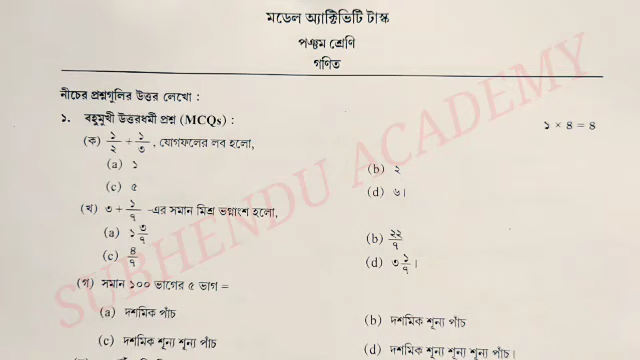 মডেল অ্যাক্টিভিটি টাস্ক
পঞ্চম শ্রেণি
গণিত
নীচের প্রশ্নগুলির উত্তর লেখো :
১. বহুমুখী উত্তরধর্মী প্রশ্ন (MCQs) : ১ × ৪ = ৪
(ক) ১/২ + ১/৩, যোগফলের লব হলো,
(a) ১ (b) ২
(c) ৫ (d) ৬।
(খ) ৩ + ১/৭ -এর সমান মিশ্র ভগ্নাংশ হলো,
(a) ১ ৩/৭ (b) ২২/৭
(c) ৪/৭ (d) ৩ ১/৭।
(গ) সমান ১০০ ভাগের ৫ ভাগ =
(a) দশমিক পাঁচ (b) দশমিক শূন্য পাঁচ
(c) দশমিক শূন্য শূন্য পাঁচ (d) দশমিক শূন্য শূন্য শূন্য পাঁচ।
SUBHENDU ACADEMY